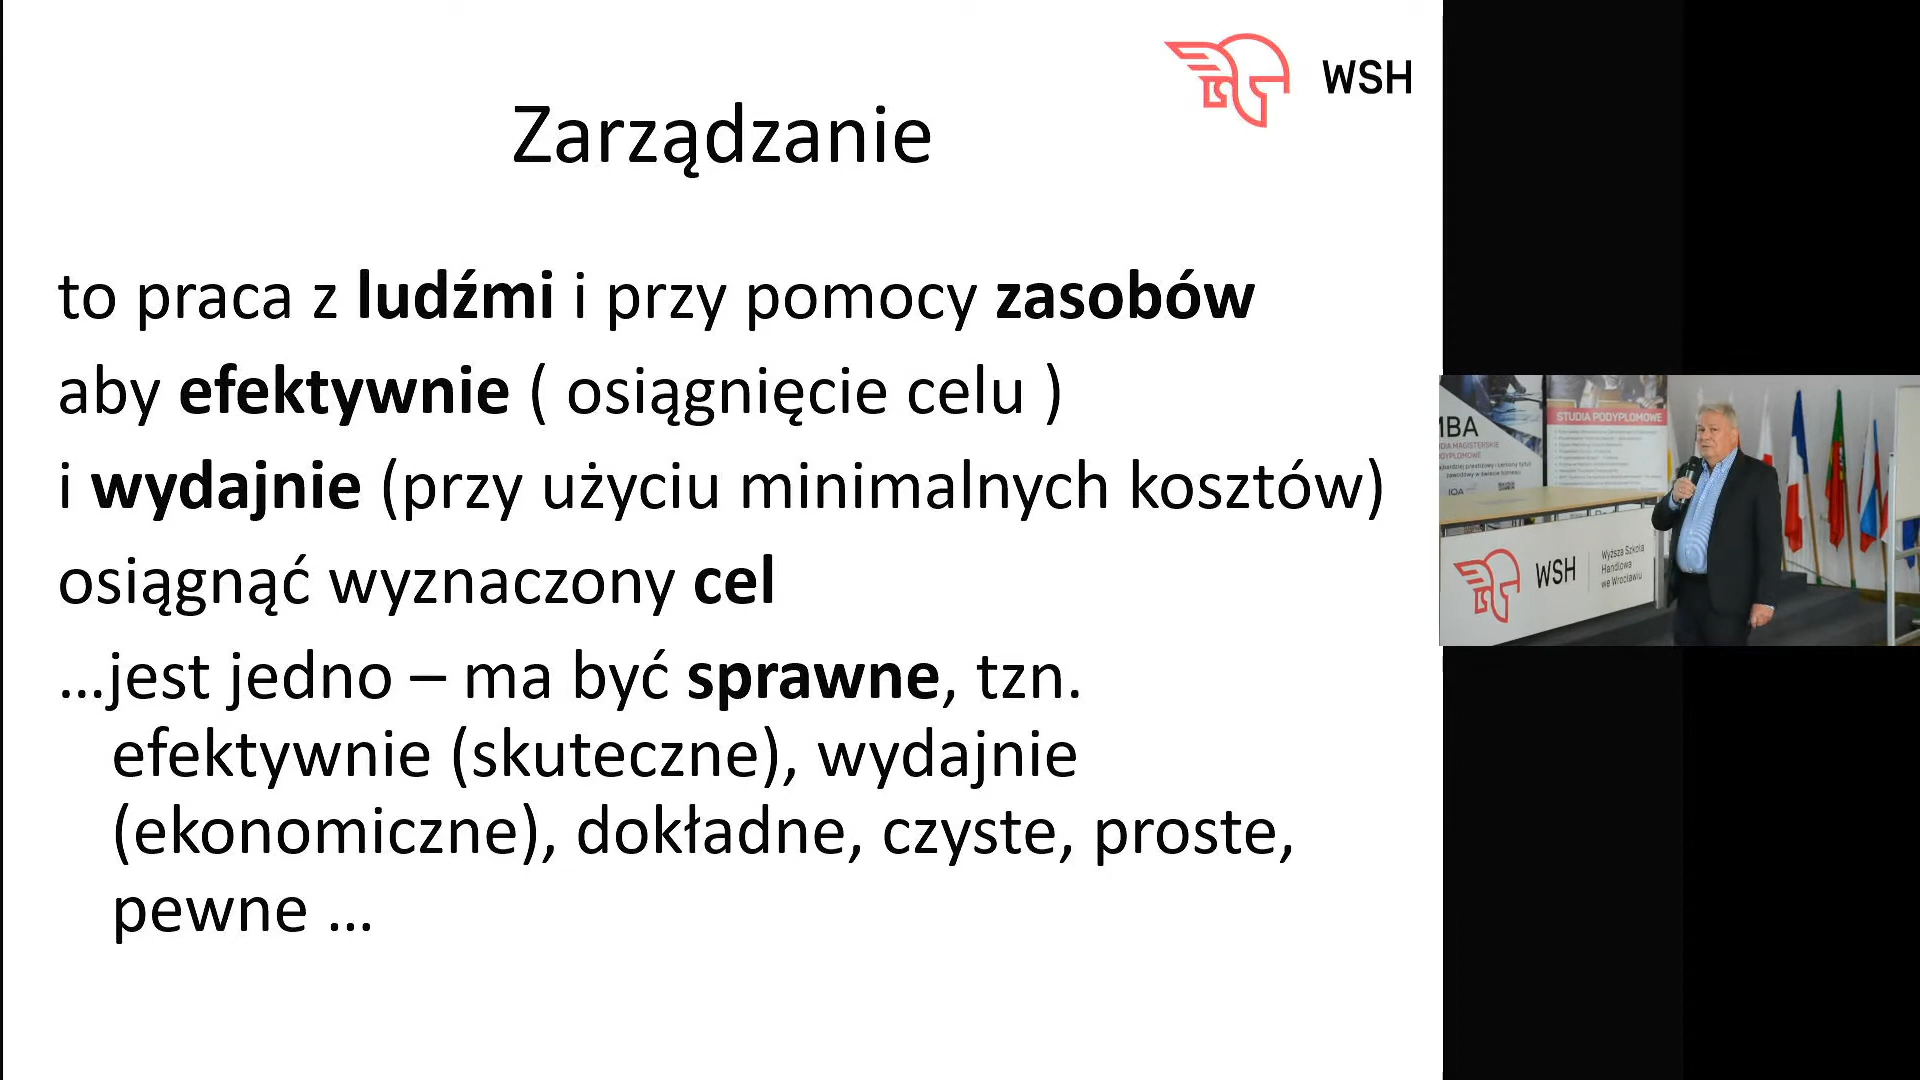 WSH
Zarządzanie
to praca z ludźmi i przy pomocy zasobów
aby efektywnie ( osiągnięcie celu )
i wydajnie (przy użyciu minimalnych kosztów)
osiągnąć wyznaczony cel
...jest jedno – ma być sprawne, tzn.
efektywnie (skuteczne), wydajnie
(ekonomiczne), dokładne, czyste, proste,
pewne ...
MBA
STUDIA PODYPLOMOWE
IQA
WSH
Wyższa Szkoła
Handlowa
we Wrocławiu